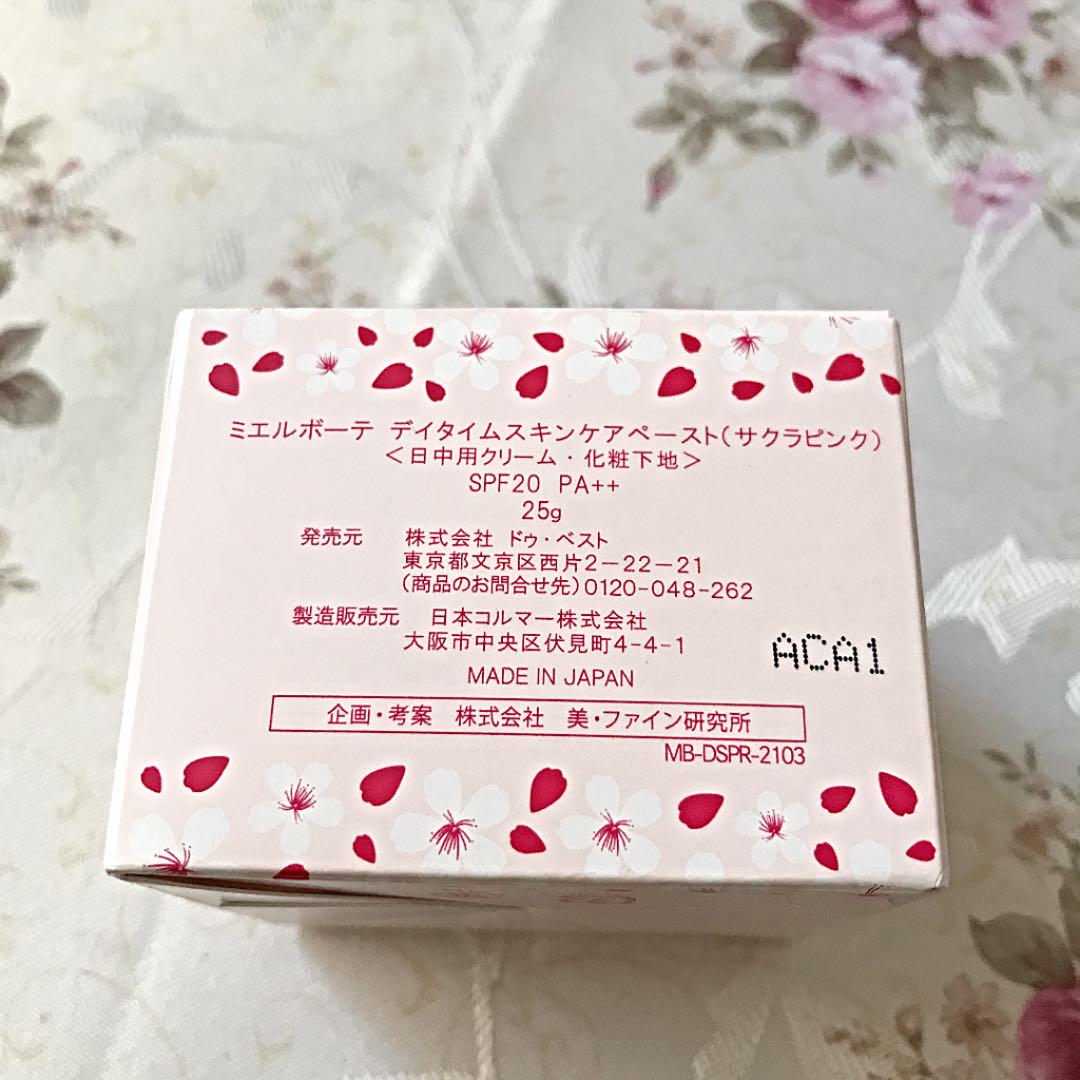 ミエルボーテ デイタイムスキンケアペースト(サクラピンク)
<日中用クリーム・化粧下地>
SPF20 PA++
25g
発売元 株式会社 ドゥ・ベスト
東京都文京区西片2-22-21
(商品のお問合せ先)0120-048-262
製造販売元 日本コルマー株式会社
大阪市中央区伏見町4-4-1
ACA1
MADE IN JAPAN
企画・考案 株式会社 美・ファイン研究所
MB-DSPR-2103